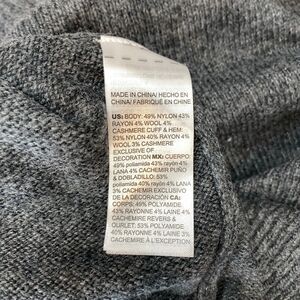 MADE IN CHINA/ HECHO EN
CHINA/ FABRIQUÉ EN CHINE
US: BODY: 49% NYLON 43%
RAYON 4% WOOL 4%
CASHMERE CUFF & HEM:
53% NYLON 40% RAYON 4%
WOOL 3% CASHMERE
EXCLUSIVE OF
DECORATION MX: CUERPO:
49% poliamida 43% rayón 4%
LANA 4% CACHEMIR PUÑO
& DOBLADILLO: 53%
poliamida 40% rayón 4% LANA
3% CACHEMIR EXCLUSIVO
DE LA DECORACIÓN CA:
CORPS: 49% POLYAMIDE
43% RAYONNE 4% LAINE 4%
CACHEMIRE REVERS &
OURLET: 53% POLYAMIDE
40% RAYONNE 4% LAINE 3%
CACHEMIRE À L'EXCEPTION